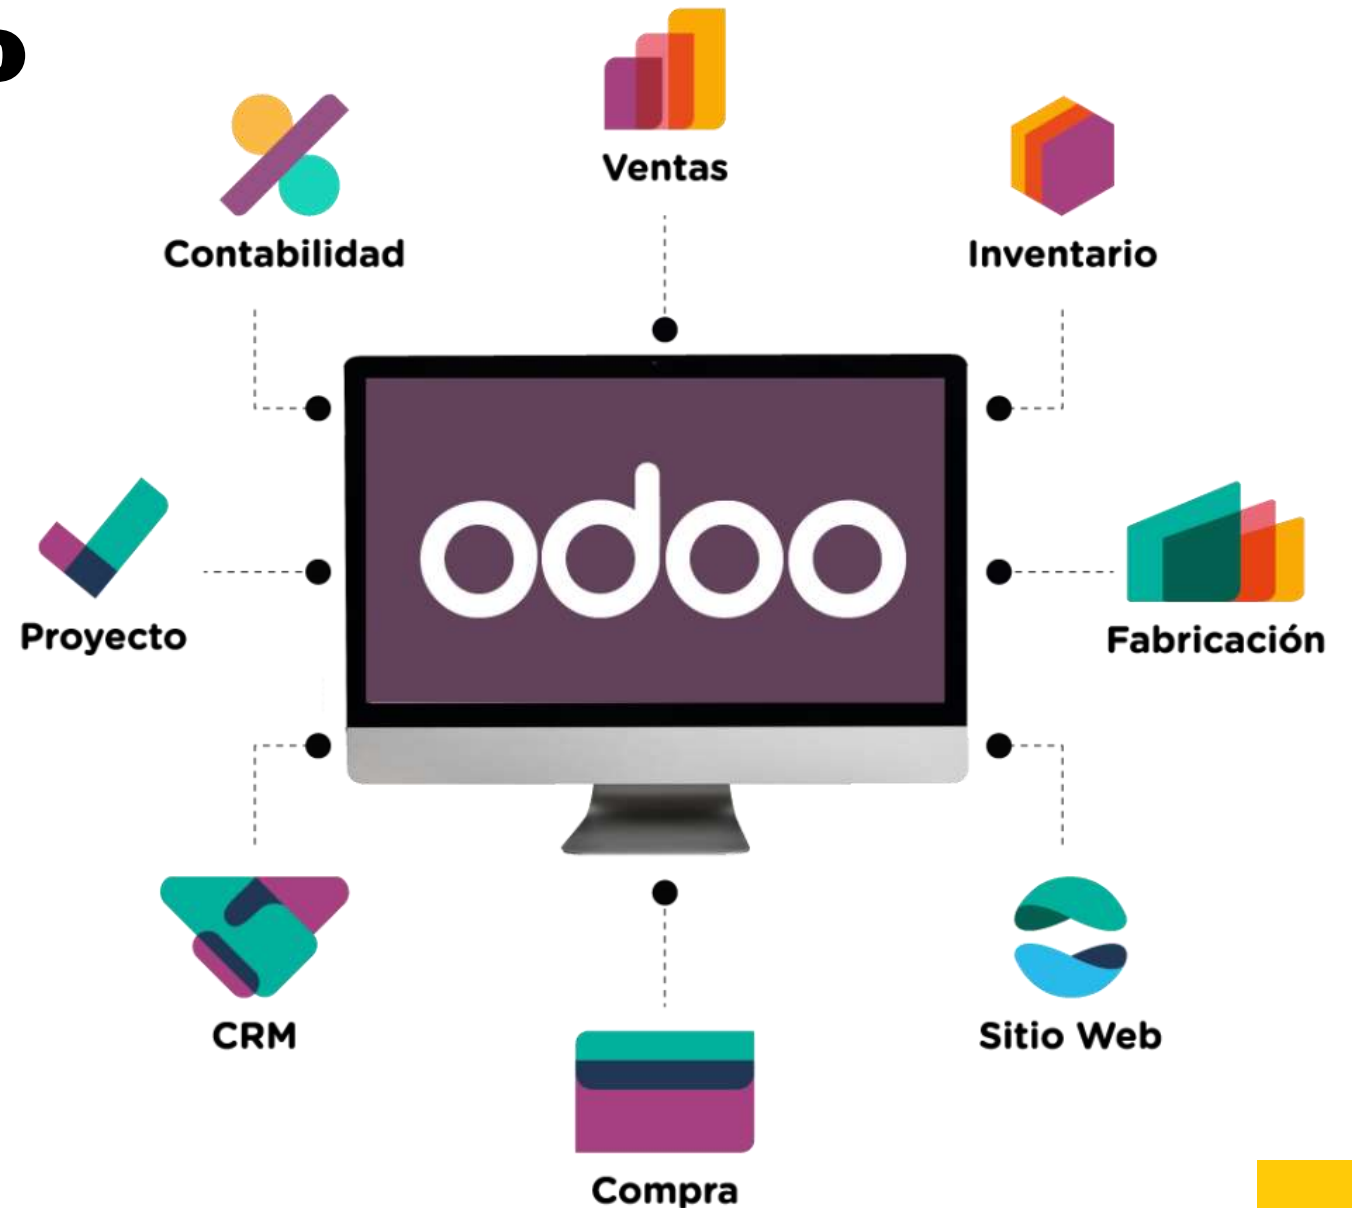 Ventas
Contabilidad
Inventario
odoo
Proyecto
Fabricación
CRM
Sitio Web
Compra